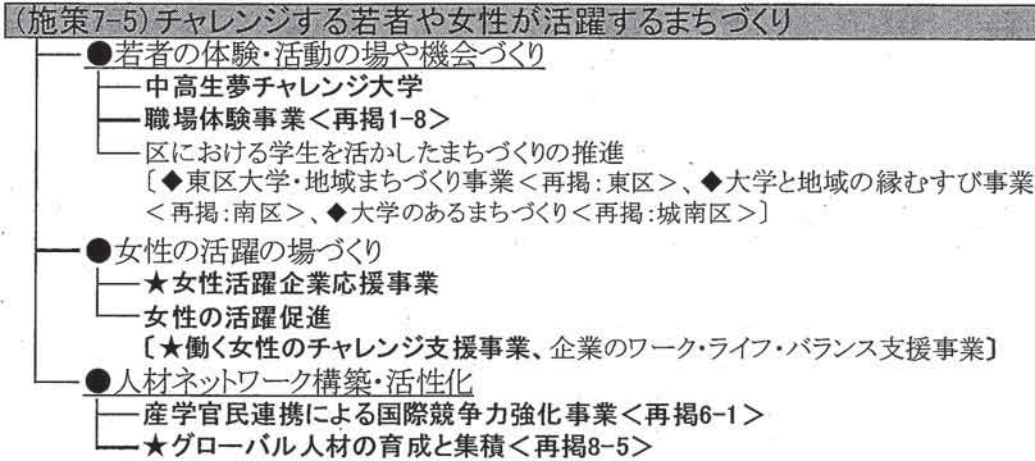 (施策7-5)チャレンジする若者や女性が活躍するまちづくり
●若者の体験・活動の場や機会づくり
中高生夢チャレンジ大学
職場体験事業＜再掲1-8＞
区における学生を活かしたまちづくりの推進
〔◆東区大学・地域まちづくり事業＜再掲:東区＞、◆大学と地域の縁むすび事業
＜再掲:南区＞、◆大学のあるまちづくり＜再掲:城南区＞〕
●女性の活躍の場づくり
★女性活躍企業応援事業
女性の活躍促進
〔★働く女性のチャレンジ支援事業、企業のワーク・ライフ・バランス支援事業〕
●人材ネットワーク構築・活性化
産学官民連携による国際競争力強化事業＜再掲6-1＞
★グローバル人材の育成と集積＜再掲8-5＞